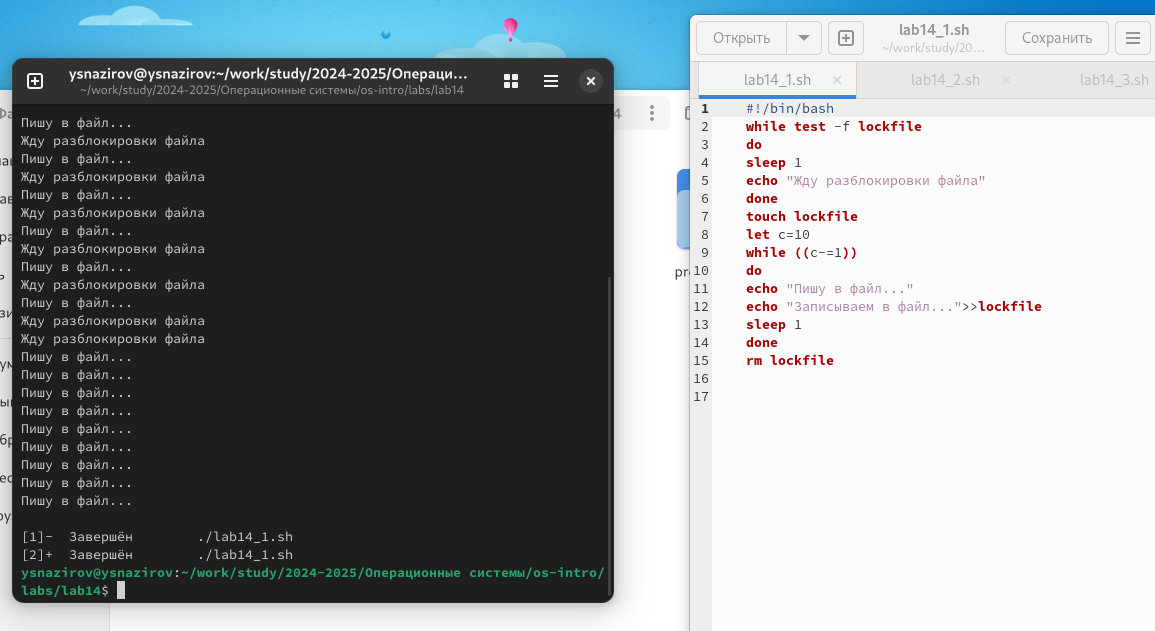 ysnazirov@ysnazirov:~/work/study/2024-2025/Операци...
~/work/study/2024-2025/Операционные системы/os-intro/labs/lab14
Пишу в файл...
Жду разблокировки файла
Пишу в файл...
Жду разблокировки файла
Пишу в файл...
Жду разблокировки файла
Пишу в файл...
Жду разблокировки файла
Пишу в файл...
Жду разблокировки файла
Пишу в файл...
Жду разблокировки файла
Жду разблокировки файла
Пишу в файл...
Пишу в файл...
Пишу в файл...
Пишу в файл...
Пишу в файл...
Пишу в файл...
Пишу в файл...
Пишу в файл...
Пишу в файл...
[1]-  Завершён        ./lab14_1.sh
[2]+  Завершён        ./lab14_1.sh
ysnazirov@ysnazirov:~/work/study/2024-2025/Операционные системы/os-intro/
labs/lab14$
Открыть
lab14_1.sh
~/work/study/20...
Сохранить
lab14_1.sh
lab14_2.sh
lab14_3.sh
1 #!/bin/bash
2 while test -f lockfile
3 do
4 sleep 1
5 echo "Жду разблокировки файла"
6 done
7 touch lockfile
8 let c=10
9 while ((c-=1))
10 do
11 echo "Пишу в файл..."
12 echo "Записываем в файл...">>lockfile
13 sleep 1
14 done
15 rm lockfile
16
17